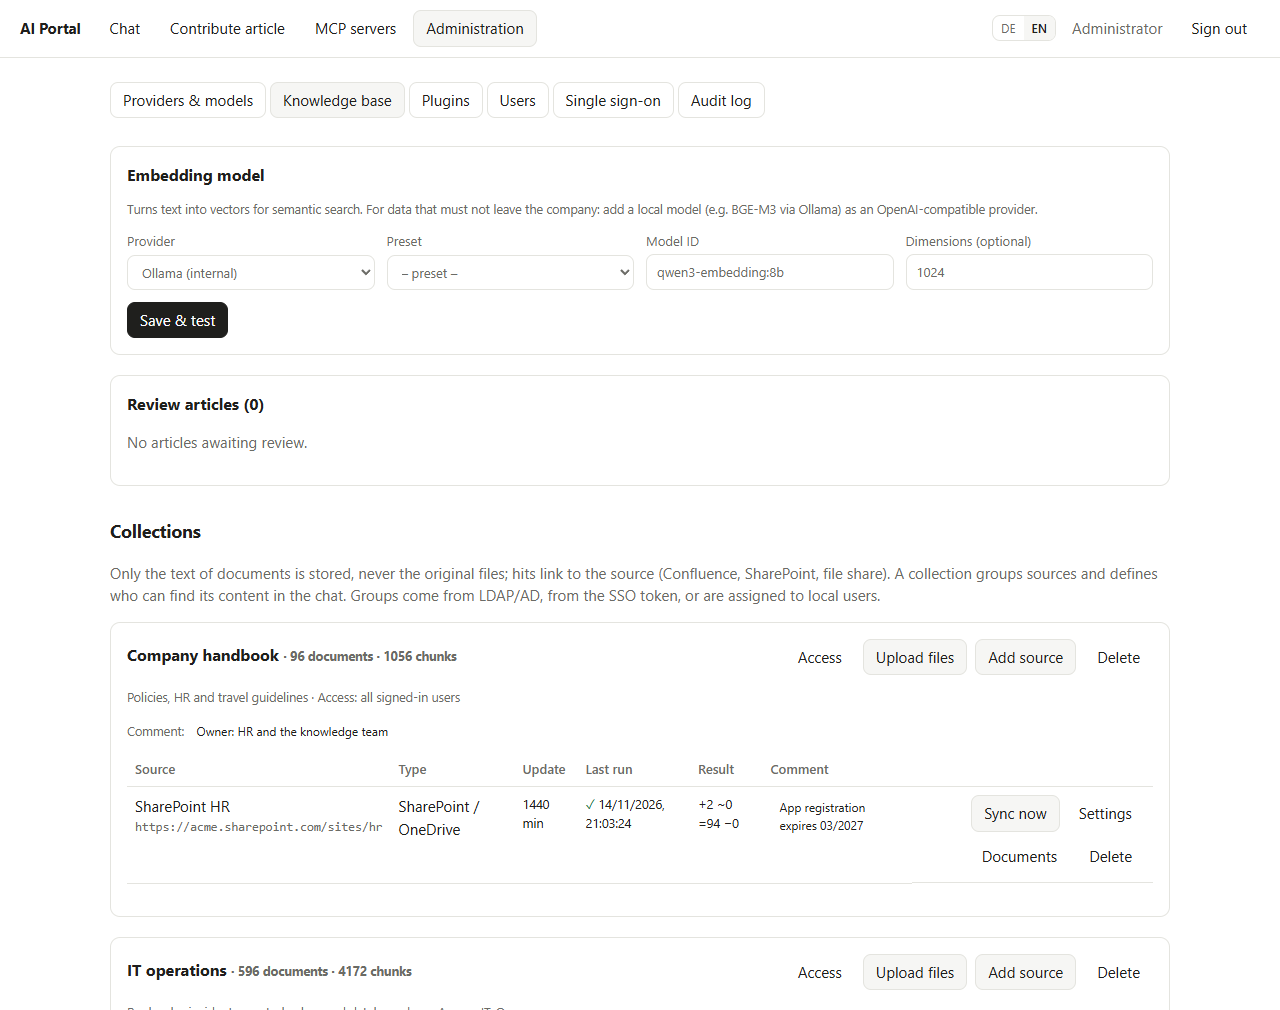 AI Portal Chat Contribute article MCP servers Administration DE EN Administrator Sign out
Providers & models Knowledge base Plugins Users Single sign-on Audit log
Embedding model
Turns text into vectors for semantic search. For data that must not leave the company: add a local model (e.g. BGE-M3 via Ollama) as an OpenAI-compatible provider.
Provider Preset Model ID Dimensions (optional)
Ollama (internal) – preset – qwen3-embedding:8b 1024
Save & test
Review articles (0)
No articles awaiting review.
Collections
Only the text of documents is stored, never the original files; hits link to the source (Confluence, SharePoint, file share). A collection groups sources and defines
who can find its content in the chat. Groups come from LDAP/AD, from the SSO token, or are assigned to local users.
Company handbook · 96 documents · 1056 chunks Access Upload files Add source Delete
Policies, HR and travel guidelines · Access: all signed-in users
Comment: Owner: HR and the knowledge team
Source Type Update Last run Result Comment
SharePoint HR SharePoint / 1440 ✓ 14/11/2026, +2 ~0 App registration Sync now Settings
https://acme.sharepoint.com/sites/hr OneDrive min 21:03:24 =94 −0 expires 03/2027
Documents Delete
IT operations · 596 documents · 4172 chunks Access Upload files Add source Delete